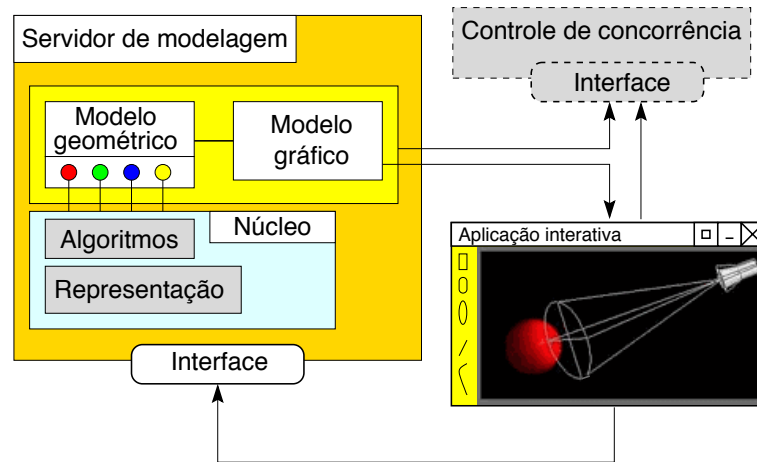 Servidor de modelagem
Controle de concorrência
Interface
Modelo
geométrico
Modelo
gráfico
Núcleo
Algoritmos
Representação
Aplicação interativa
Interface